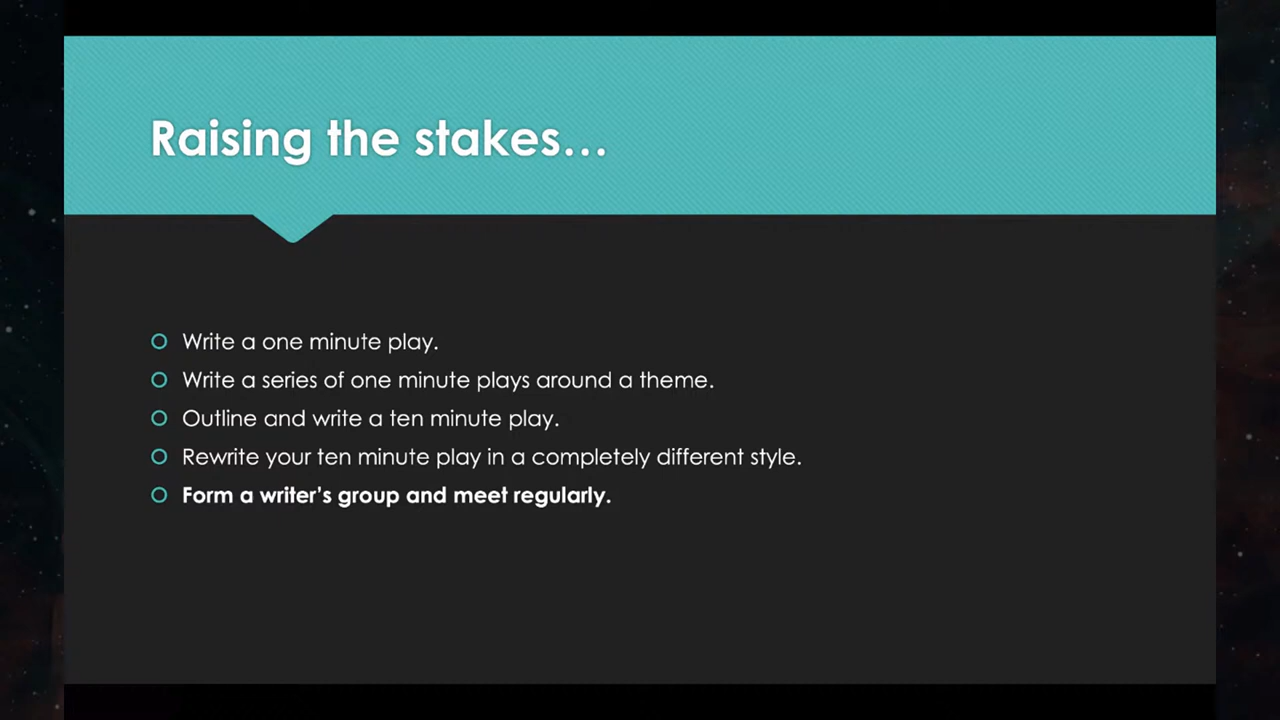 Raising the stakes…
Write a one minute play.
Write a series of one minute plays around a theme.
Outline and write a ten minute play.
Rewrite your ten minute play in a completely different style.
Form a writer’s group and meet regularly.